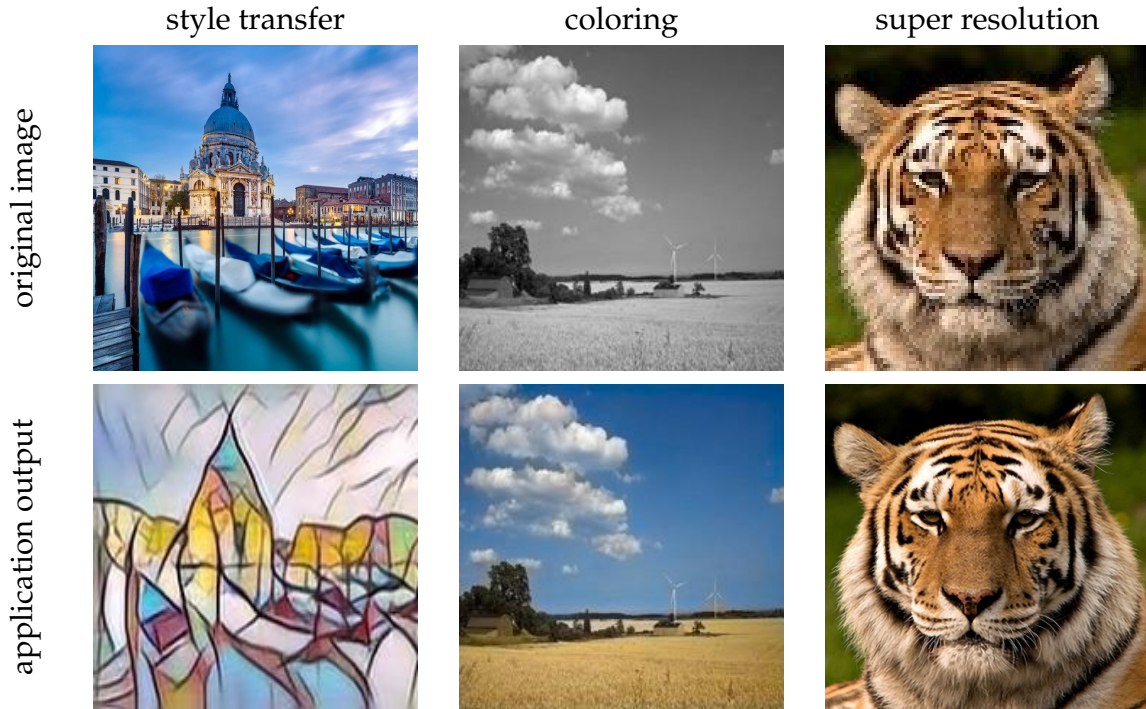 style transfer
coloring
super resolution
original image
application output